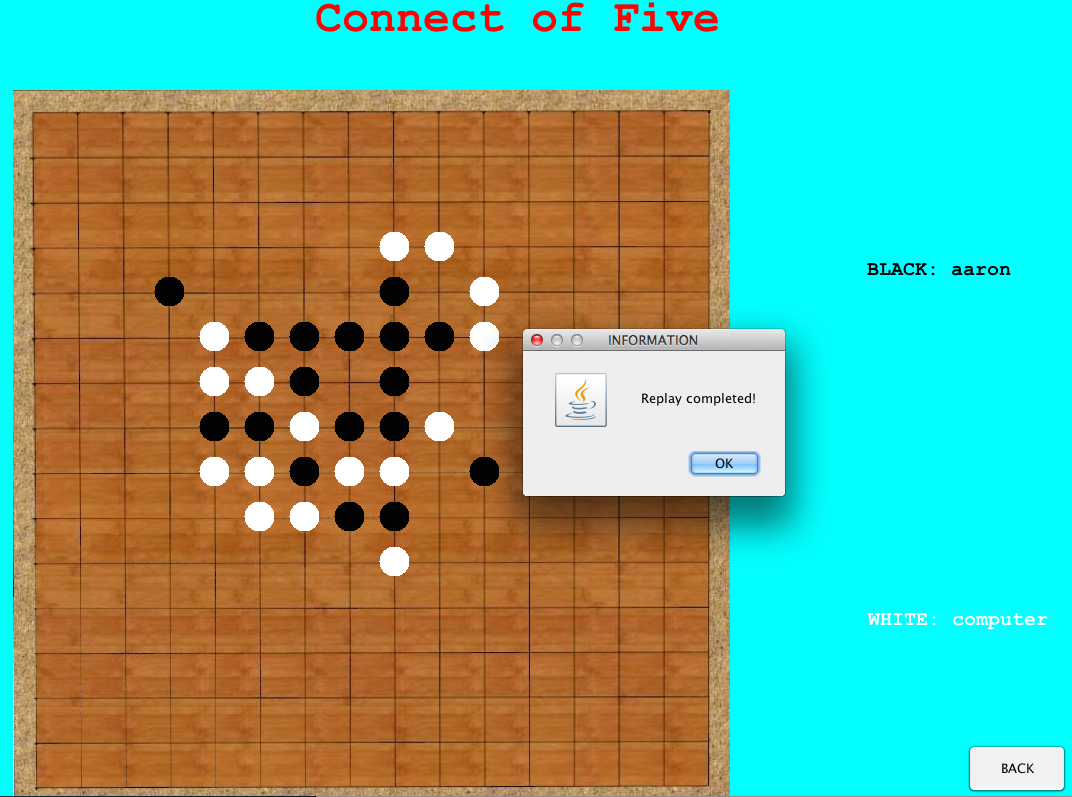 Connect of Five
BLACK: aaron
INFORMATION
Replay completed!
OK
WHITE: computer
BACK